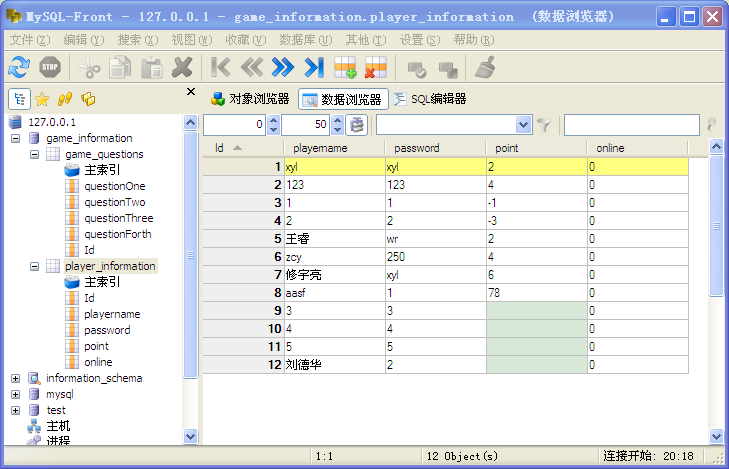 MySQL-Front - 127.0.0.1 - game_information.player_information (数据浏览器)
文件(Z) 编辑(Y) 搜索(X) 视图(W) 收藏(V) 数据库(U) 其他(T) 设置(S) 帮助(R)
对象浏览器 数据浏览器 SQL编辑器
127.0.0.1
game_information
game_questions
主索引
questionOne
questionTwo
questionThree
questionForth
Id
player_information
主索引
Id
playername
password
point
online
information_schema
mysql
test
主机
进程
0 50
Id playername password point online
1 xyl xyl 2 0
2 123 123 4 0
3 1 1 -1 0
4 2 2 -3 0
5 王睿 wr 2 0
6 zcy 250 4 0
7 修宇亮 xyl 6 0
8 aasf 1 78 0
9 3 3 0
10 4 4 0
11 5 5 0
12 刘德华 2 0
1:1 12 Object(s) 连接开始: 20:18